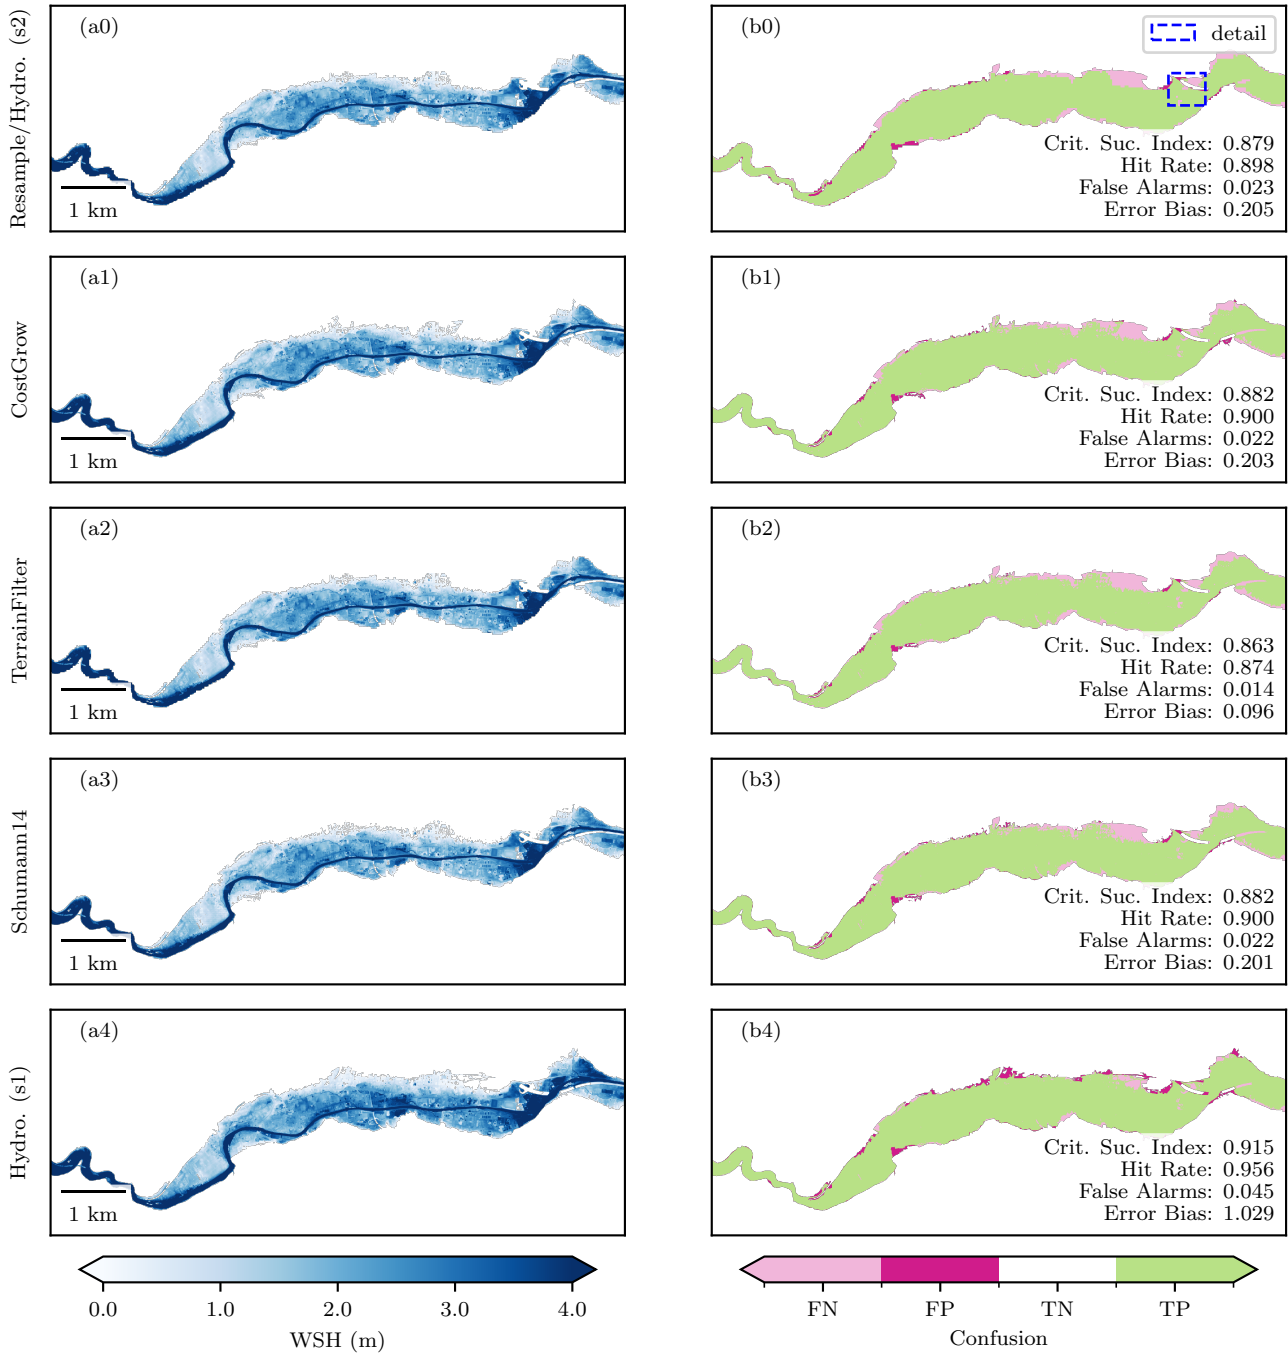 Resample/Hydro. (s2)
(a0)
1 km
(b0)
detail
Crit. Suc. Index: 0.879
Hit Rate: 0.898
False Alarms: 0.023
Error Bias: 0.205
CostGrow
(a1)
1 km
(b1)
Crit. Suc. Index: 0.882
Hit Rate: 0.900
False Alarms: 0.022
Error Bias: 0.203
TerrainFilter
(a2)
1 km
(b2)
Crit. Suc. Index: 0.863
Hit Rate: 0.874
False Alarms: 0.014
Error Bias: 0.096
Schumann14
(a3)
1 km
(b3)
Crit. Suc. Index: 0.882
Hit Rate: 0.900
False Alarms: 0.022
Error Bias: 0.201
Hydro. (s1)
(a4)
1 km
(b4)
Crit. Suc. Index: 0.915
Hit Rate: 0.956
False Alarms: 0.045
Error Bias: 1.029
0.0 1.0 2.0 3.0 4.0
WSH (m)
FN FP TN TP
Confusion